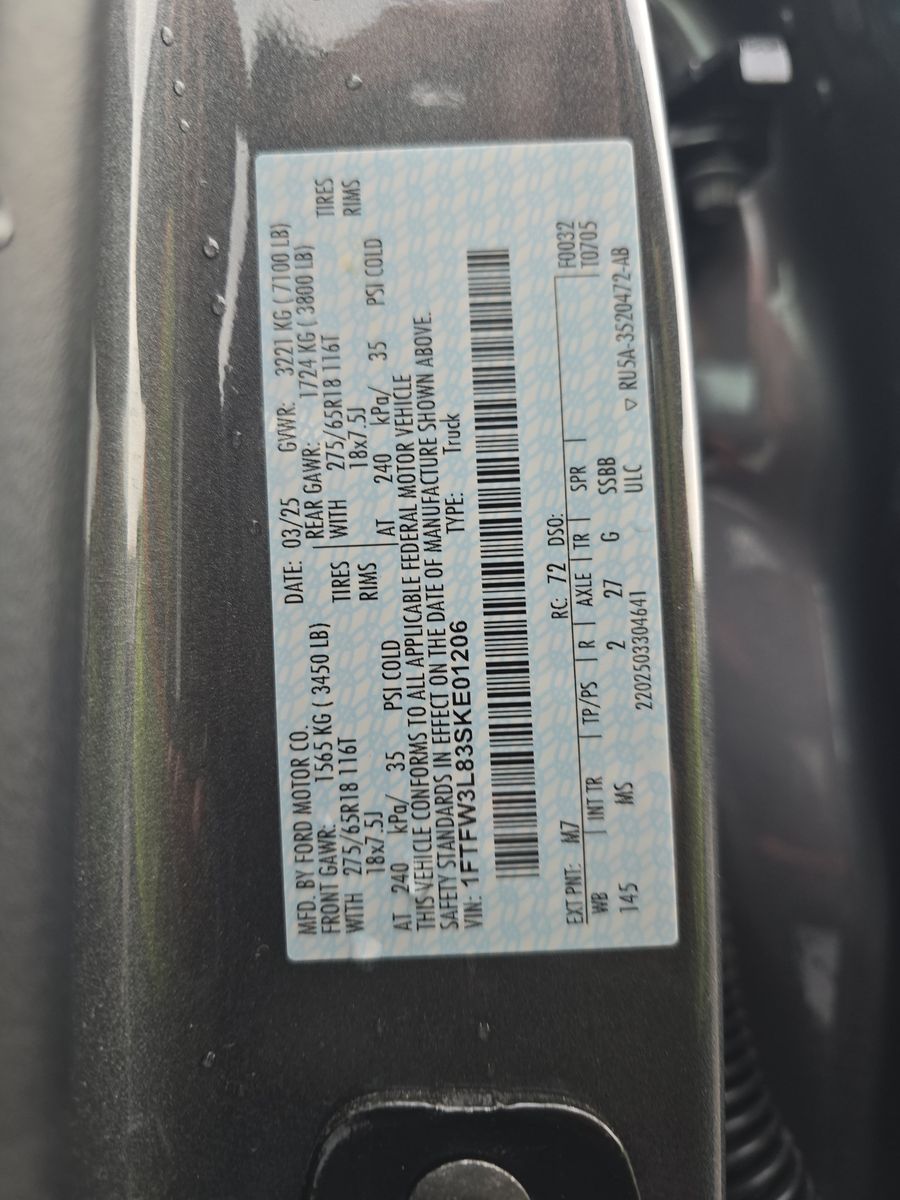 MFD. BY FORD MOTOR CO. DATE: 03/25 GVWR: 3221 KG ( 7100 LB)
FRONT GAWR: 1565 KG ( 3450 LB) REAR GAWR: 1724 KG ( 3800 LB)
WITH 275/65R18 116T TIRES WITH 275/65R18 116T TIRES
18x7.5J RIMS 18x7.5J RIMS
AT 240 kPa/ 35 PSI COLD AT 240 kPa/ 35 PSI COLD
THIS VEHICLE CONFORMS TO ALL APPLICABLE FEDERAL MOTOR VEHICLE
SAFETY STANDARDS IN EFFECT ON THE DATE OF MANUFACTURE SHOWN ABOVE.
VIN: 1FTFW3L83SKE01206 TYPE: Truck
EXT PNT: M7 RC: 72 DSO: F0032
WB INT TR TP/PS R AXLE TR SPR T0705
145 MS 2 27 G SSBB
2202503304641 ULC ▽ RU5A-3520472-AB